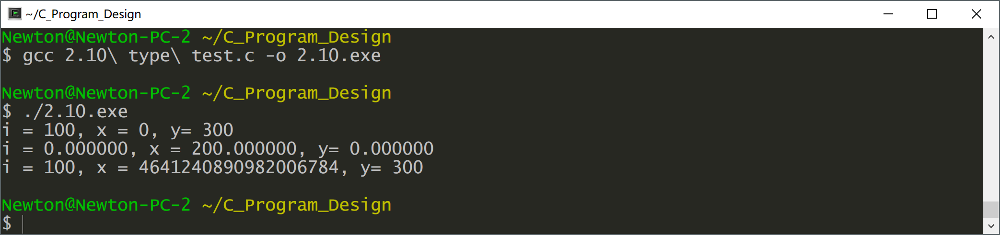 ~/C_Program_Design
Newton@Newton-PC-2 ~/C_Program_Design
$ gcc 2.10\ type\ test.c -o 2.10.exe
Newton@Newton-PC-2 ~/C_Program_Design
$ ./2.10.exe
i = 100, x = 0, y= 300
i = 0.000000, x = 200.000000, y= 0.000000
i = 100, x = 4641240890982006784, y= 300
Newton@Newton-PC-2 ~/C_Program_Design
$